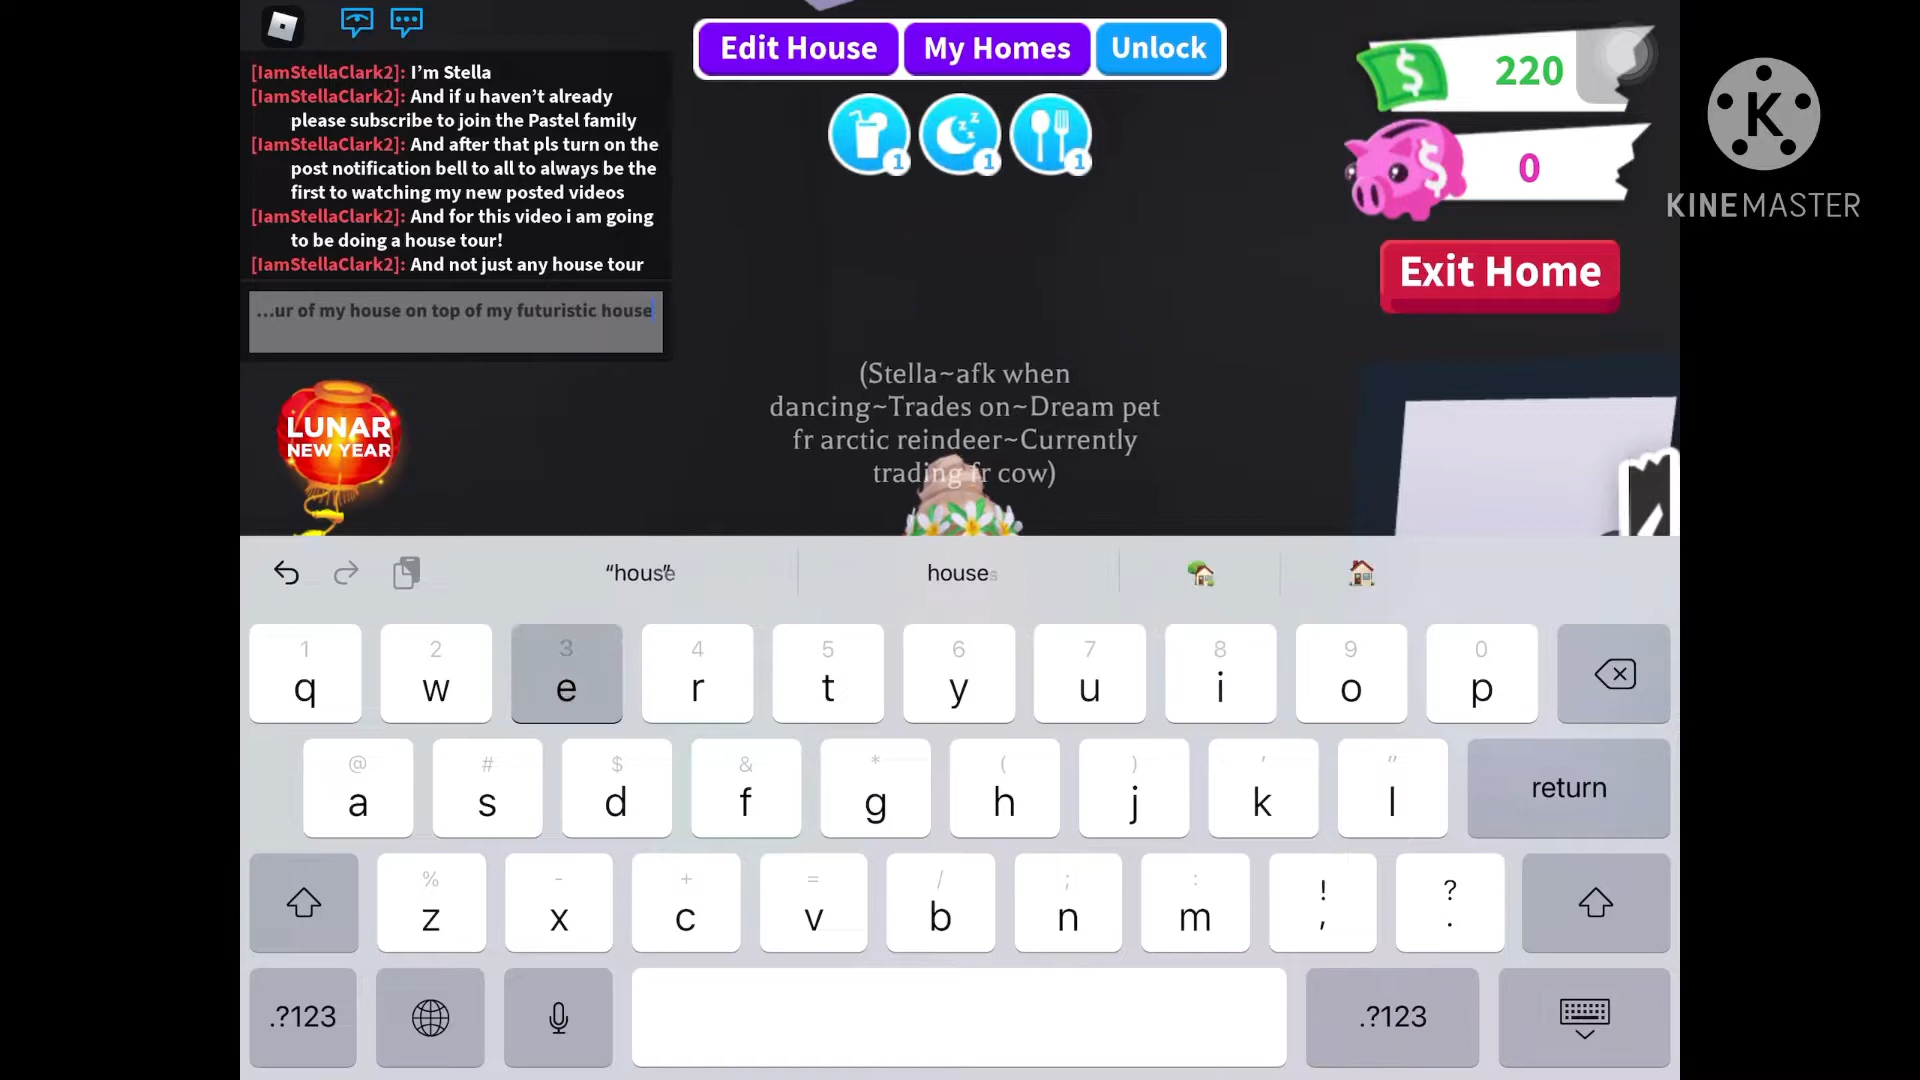 Edit House My Homes Unlock
[IamStellaClark2]: I'm Stella
[IamStellaClark2]: And if u haven't already
please subscribe to join the Pastel family
[IamStellaClark2]: And after that pls turn on the
post notification bell to all to always be the
first to watching my new posted videos
[IamStellaClark2]: And for this video i am going
to be doing a house tour!
[IamStellaClark2]: And not just any house tour
...ur of my house on top of my futuristic house
1 1 1
$ 220
$ 0
Exit Home
K
KINEMASTER
LUNAR
NEW YEAR
(Stella~afk when
dancing~Trades on~Dream pet
fr arctic reindeer~Currently
trading fr cow)
“house” houses
1 2 3 4 5 6 7 8 9 0
q w e r t y u i o p
@ # $ & * ( ) ' "
a s d f g h j k l return
% - + = / ; : ! ?
z x c v b n m , .
.?123 .?123